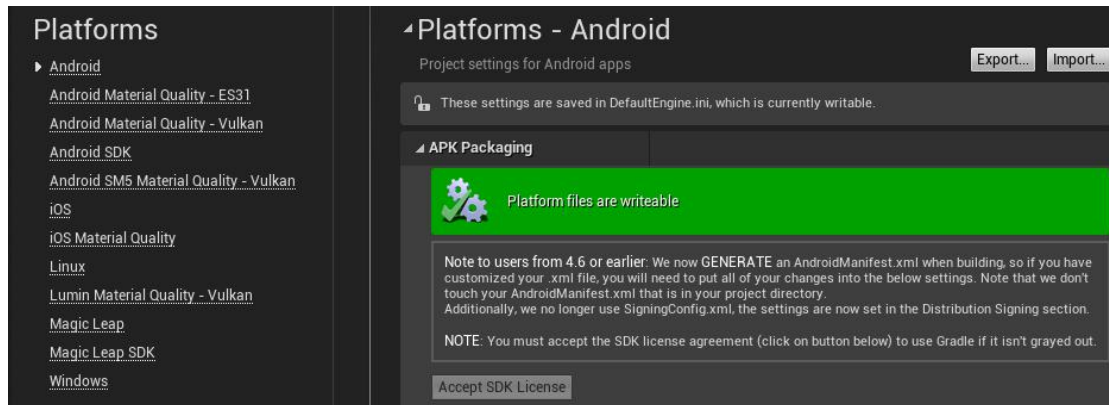 Platforms
Android
Android Material Quality - ES31
Android Material Quality - Vulkan
Android SDK
Android SM5 Material Quality - Vulkan
iOS
iOS Material Quality
Linux
Lumin Material Quality - Vulkan
Magic Leap
Magic Leap SDK
Windows
Platforms - Android
Project settings for Android apps
Export...
Import...
These settings are saved in DefaultEngine.ini, which is currently writable.
APK Packaging
Platform files are writeable
Note to users from 4.6 or earlier: We now GENERATE an AndroidManifest.xml when building, so if you have
customized your .xml file, you will need to put all of your changes into the below settings. Note that we don't
touch your AndroidManifest.xml that is in your project directory.
Additionally, we no longer use SigningConfig.xml, the settings are now set in the Distribution Signing section.
NOTE: You must accept the SDK license agreement (click on button below) to use Gradle if it isn't grayed out.
Accept SDK License